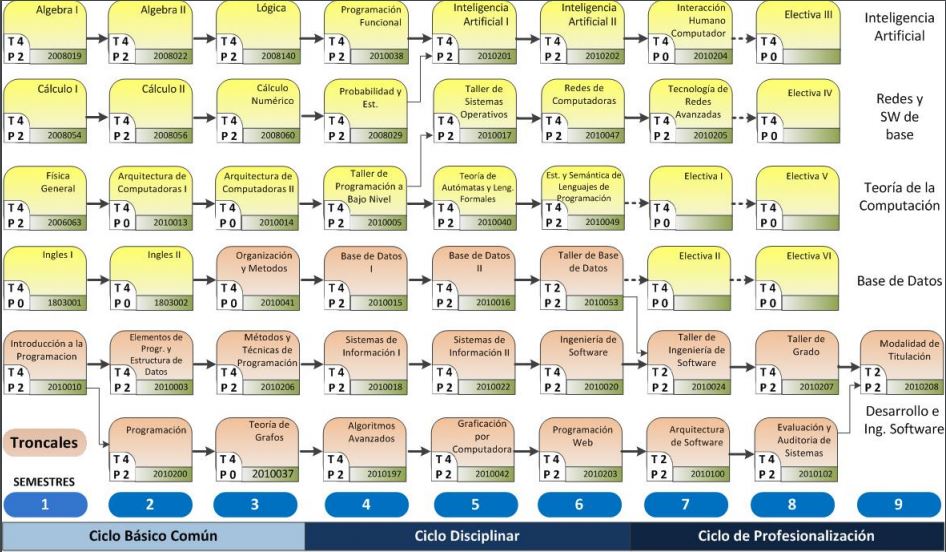 Algebra I
T 4
P 2 2008019
Algebra II
T 4
P 2 2008022
Lógica
T 4
P 2 2008140
Programación
Funcional
T 4
P 2 2010038
Inteligencia
Artificial I
T 4
P 2 2010201
Inteligencia
Artificial II
T 4
P 2 2010202
Interacción
Humano
Computador
T 4
P 0 2010204
Electiva III
T 4
P 0
Inteligencia
Artificial
Cálculo I
T 4
P 2 2008054
Cálculo II
T 4
P 2 2008056
Cálculo
Numérico
T 4
P 2 2008060
Probabilidad y
Est.
T 4
P 2 2008029
Taller de
Sistemas
Operativos
T 4
P 2 2010017
Redes de
Computadoras
T 4
P 2 2010047
Tecnología de
Redes
Avanzadas
T 4
P 2 2010205
Electiva IV
T 4
P 0
Redes y
SW de
base
Física
General
T 4
P 2 2006063
Arquitectura de
Computadoras I
T 4
P 0 2010013
Arquitectura de
Computadoras II
T 4
P 0 2010014
Taller de
Programación a
Bajo Nivel
T 4
P 2 2010005
Teoría de
Autómatas y Leng.
Formales
T 4
P 2 2010040
Est. y Semántica de
Lenguajes de
Programación
T 4
P 2 2010049
Electiva I
T 4
P 0
Electiva V
T 4
P 0
Teoría de la
Computación
Ingles I
T 4
P 0 1803001
Ingles II
T 4
P 0 1803002
Organización
y Metodos
T 4
P 0 2010041
Base de Datos
I
T 4
P 2 2010015
Base de Datos
II
T 4
P 2 2010016
Taller de Base
de Datos
T 2
P 2 2010053
Electiva II
T 4
P 0
Electiva VI
T 4
P 0
Base de Datos
Introducción a la
Programacion
T 4
P 2 2010010
Elementos de
Progr. y
Estructura de
Datos
T 4
P 2 2010003
Métodos y
Técnicas de
Programación
T 4
P 2 2010206
Sistemas de
Información I
T 4
P 2 2010018
Sistemas de
Información II
T 4
P 2 2010022
Ingeniería de
Software
T 4
P 2 2010020
Taller de
Ingeniería de
Software
T 2
P 2 2010024
Taller de
Grado
T 4
P 2 2010207
Modalidad de
Titulación
T 2
P 2 2010208
Desarrollo e
Ing. Software
Troncales
Programación
T 4
P 2 2010200
Teoría de
Grafos
T 4
P 0 2010037
Algoritmos
Avanzados
T 4
P 2 2010197
Graficación
por
Computadora
T 4
P 2 2010042
Programación
Web
T 4
P 2 2010203
Arquitectura
de Software
T 2
P 2 2010100
Evaluación y
Auditoria de
Sistemas
T 4
P 2 2010102
SEMESTRES
1 2 3 4 5 6 7 8 9
Ciclo Básico Común Ciclo Disciplinar Ciclo de Profesionalización